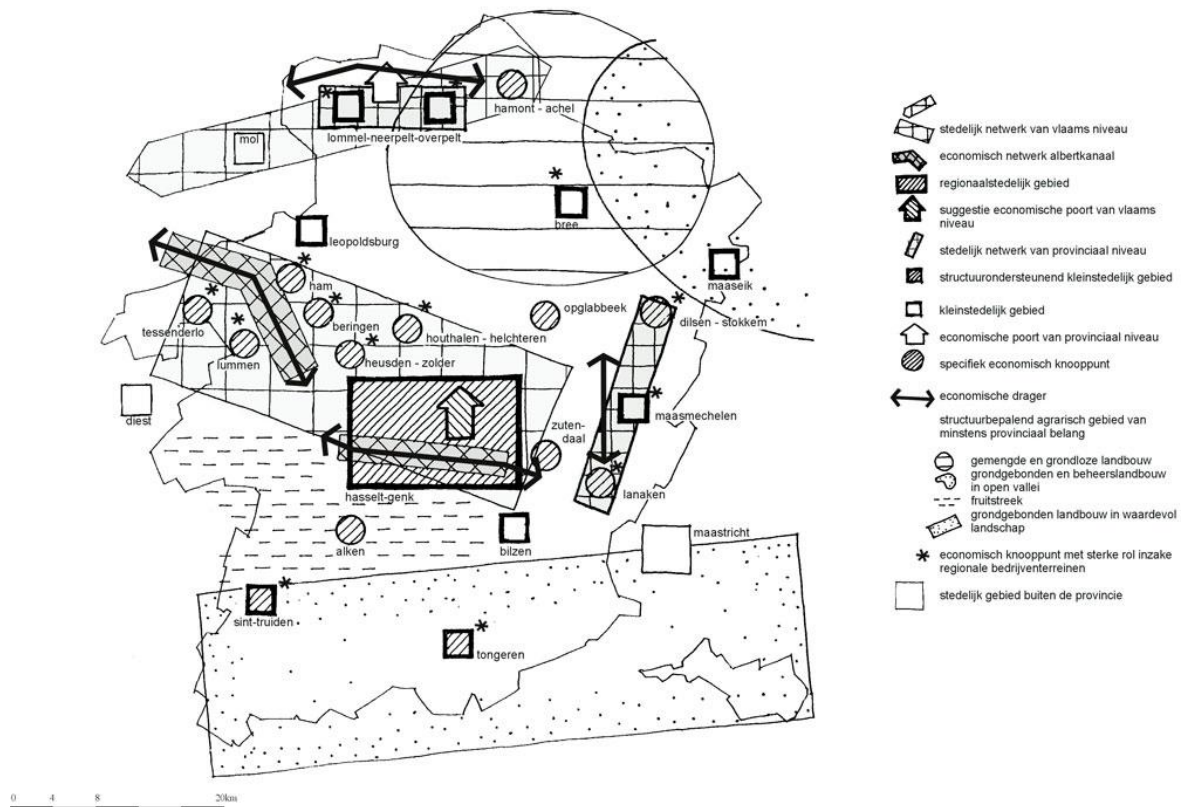 hamont - achel
mol
lommel-neerpelt-overpelt
bree
leopoldsburg
maaseik
ham
opglabbeek
dilsen - stokkem
beringen
tessenderlo
houthalen - helchteren
lummen
heusden - zolder
diest
maasmechelen
zuten-
daal
hasselt-genk
lanaken
alken
bilzen
maastricht
sint-truiden
tongeren
stedelijk netwerk van vlaams niveau
economisch netwerk albertkanaal
regionaalstedelijk gebied
suggestie economische poort van vlaams
niveau
stedelijk netwerk van provinciaal niveau
structuurondersteunend kleinstedelijk gebied
kleinstedelijk gebied
economische poort van provinciaal niveau
specifiek economisch knooppunt
economische drager
structuurbepalend agrarisch gebied van
minstens provinciaal belang
gemengde en grondloze landbouw
grondgebonden en beheerslandbouw
in open vallei
fruitstreek
grondgebonden landbouw in waardevol
landschap
economisch knooppunt met sterke rol inzake
regionale bedrijventerreinen
stedelijk gebied buiten de provincie
0 4 8 20km